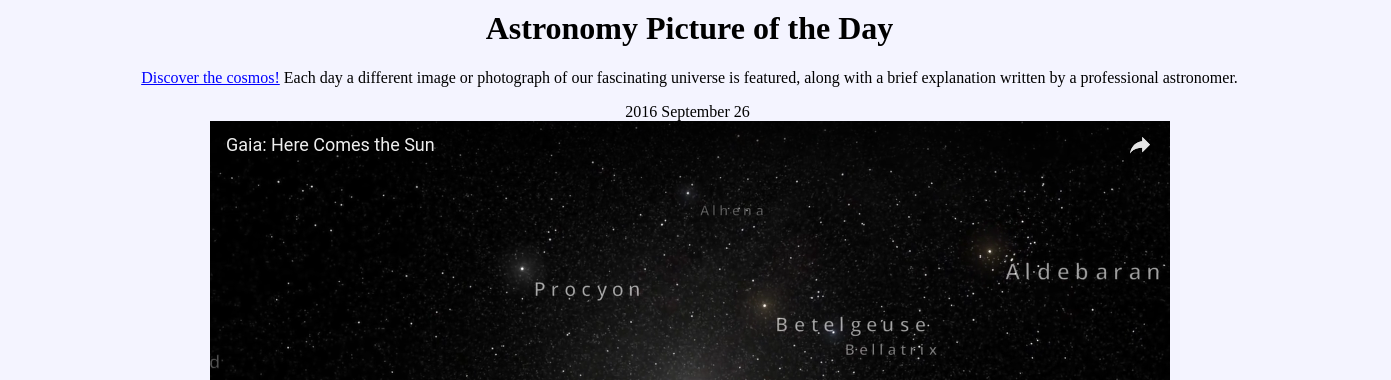 Astronomy Picture of the Day
Discover the cosmos! Each day a different image or photograph of our fascinating universe is featured, along with a brief explanation written by a professional astronomer.
2016 September 26
Gaia: Here Comes the Sun
Alhena
Aldebaran
Procyon
Betelgeuse
Bellatrix
d